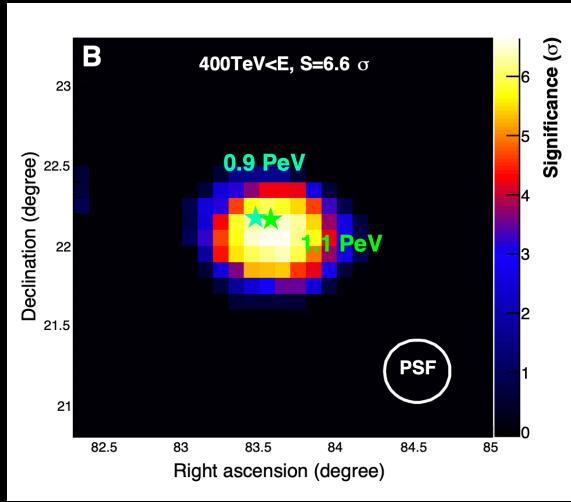 B
400TeV<E, S=6.6 σ
0.9 PeV
1.1 PeV
PSF
Declination (degree)
23
22.5
22
21.5
21
82.5 83 83.5 84 84.5 85
Right ascension (degree)
Significance (σ)
6
5
4
3
2
1
0